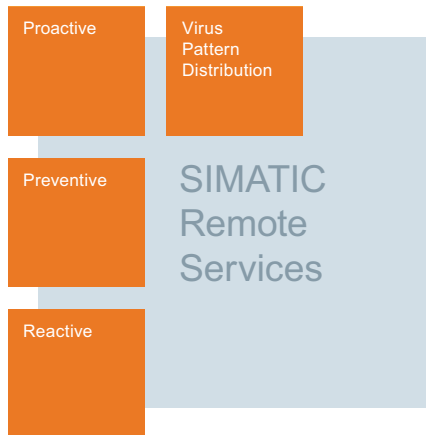 Proactive
Virus
Pattern
Distribution
Preventive
SIMATIC
Remote
Services
Reactive